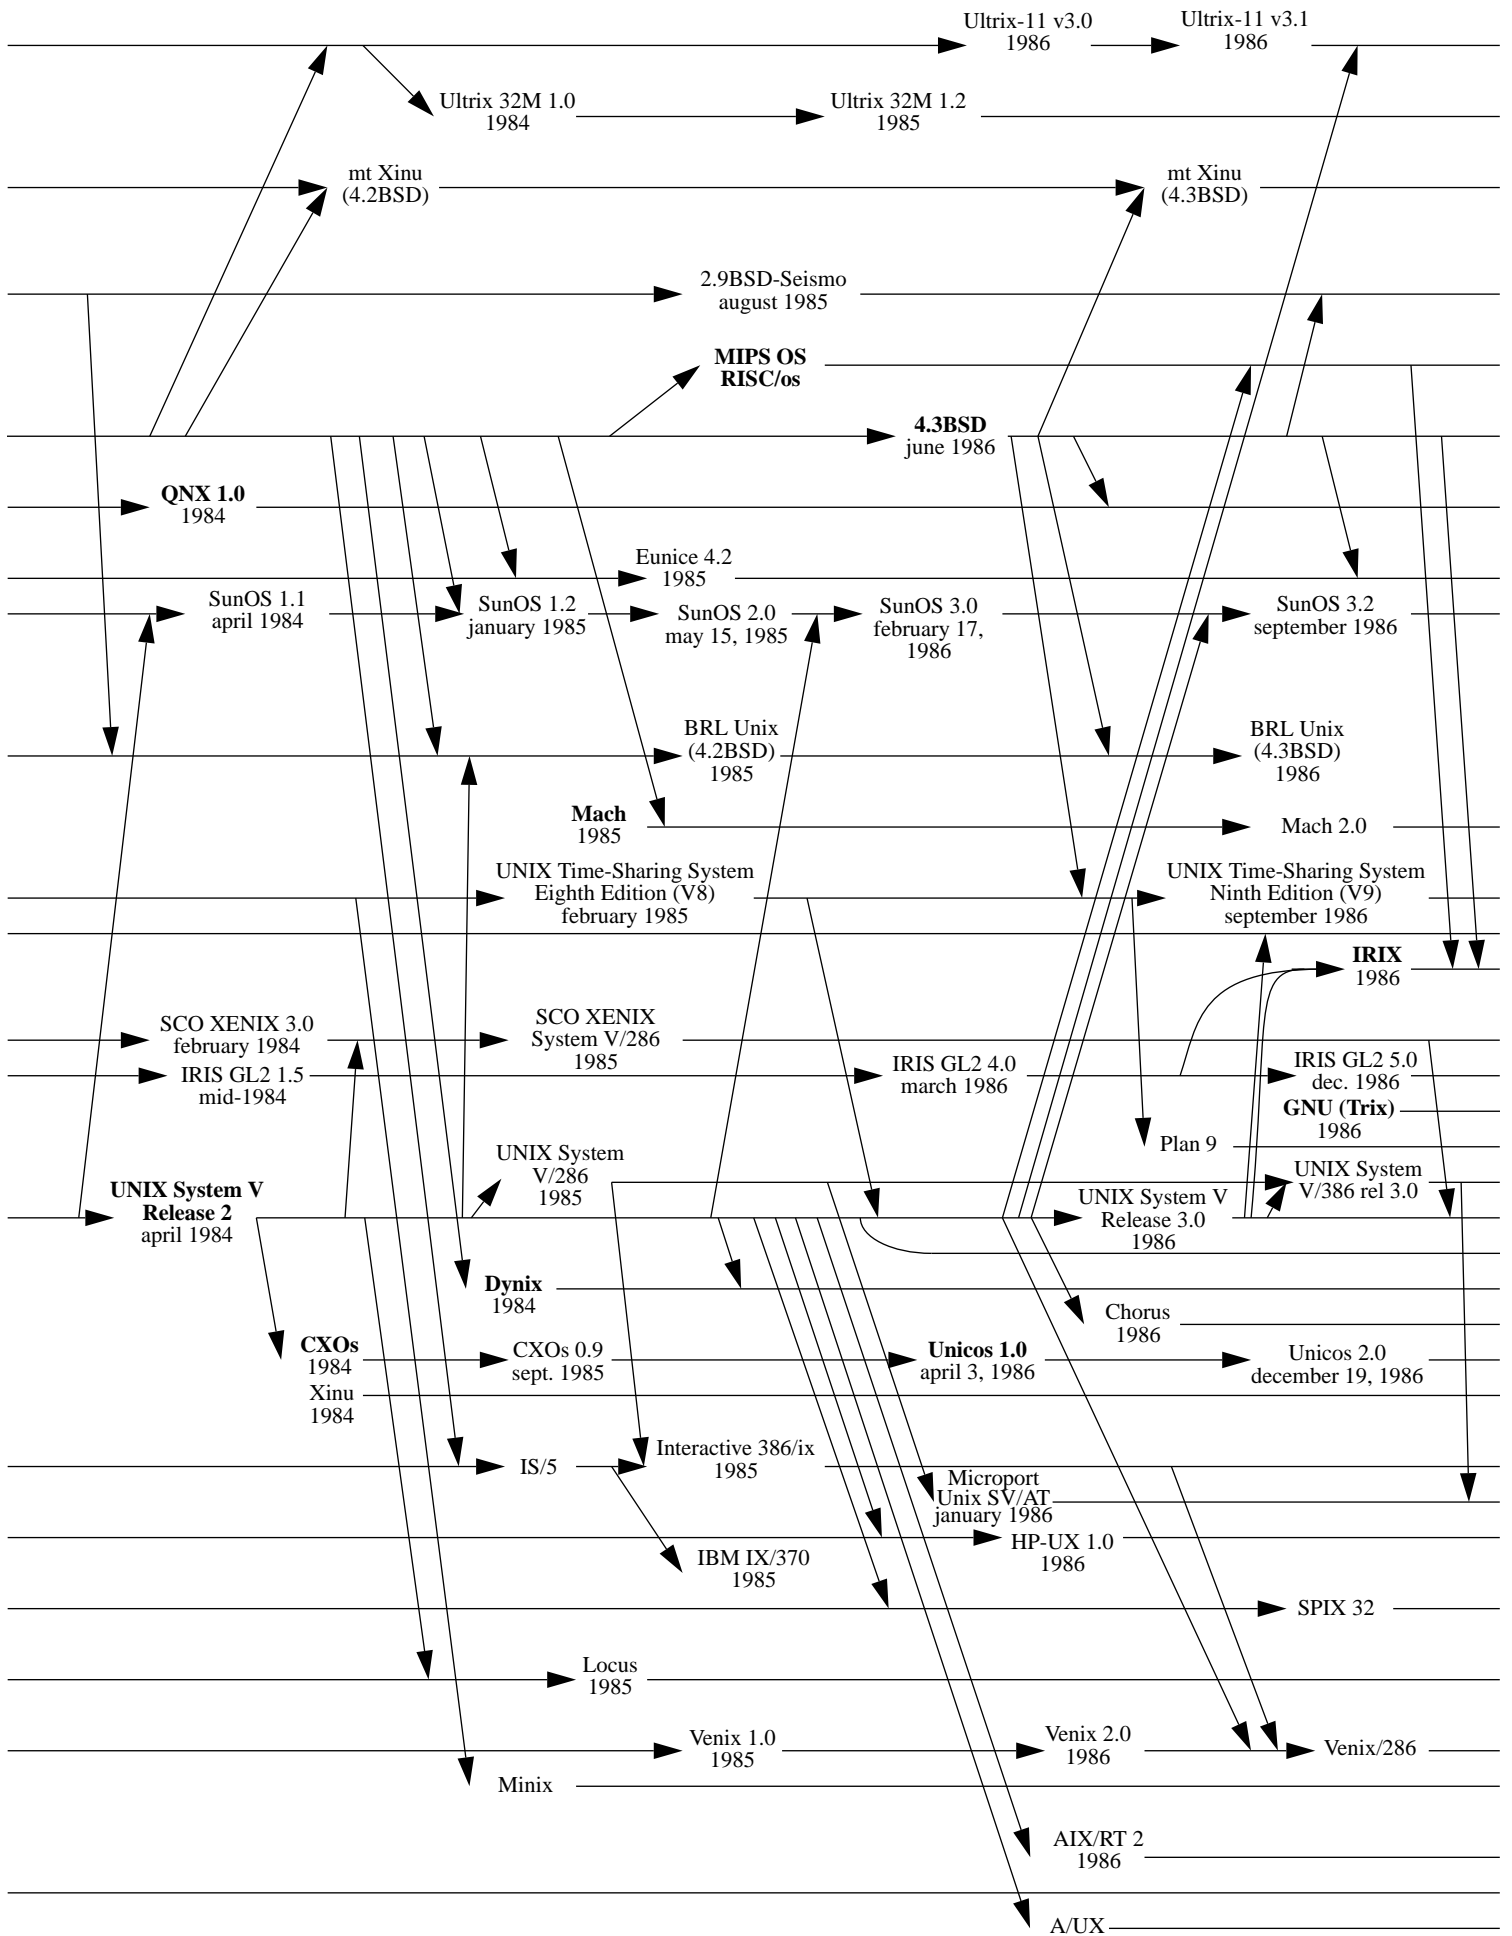 Ultrix-11 v3.0
1986
Ultrix-11 v3.1
1986
Ultrix 32M 1.0
1984
Ultrix 32M 1.2
1985
mt Xinu
(4.2BSD)
mt Xinu
(4.3BSD)
2.9BSD-Seismo
august 1985
MIPS OS
RISC/os
4.3BSD
june 1986
QNX 1.0
1984
Eunice 4.2
1985
SunOS 1.1
april 1984
SunOS 1.2
january 1985
SunOS 2.0
may 15, 1985
SunOS 3.0
february 17,
1986
SunOS 3.2
september 1986
BRL Unix
(4.2BSD)
1985
BRL Unix
(4.3BSD)
1986
Mach
1985
Mach 2.0
UNIX Time-Sharing System
Eighth Edition (V8)
february 1985
UNIX Time-Sharing System
Ninth Edition (V9)
september 1986
IRIX
1986
SCO XENIX 3.0
february 1984
SCO XENIX
System V/286
1985
IRIS GL2 1.5
mid-1984
IRIS GL2 4.0
march 1986
IRIS GL2 5.0
dec. 1986
GNU (Trix)
1986
Plan 9
UNIX System
V/286
1985
UNIX System
V/386 rel 3.0
UNIX System V
Release 2
april 1984
UNIX System V
Release 3.0
1986
Dynix
1984
Chorus
1986
CXOs
1984
CXOs 0.9
sept. 1985
Unicos 1.0
april 3, 1986
Unicos 2.0
december 19, 1986
Xinu
1984
IS/5
Interactive 386/ix
1985
Microport
Unix SV/AT
january 1986
HP-UX 1.0
1986
IBM IX/370
1985
SPIX 32
Locus
1985
Venix 1.0
1985
Venix 2.0
1986
Venix/286
Minix
AIX/RT 2
1986
A/UX